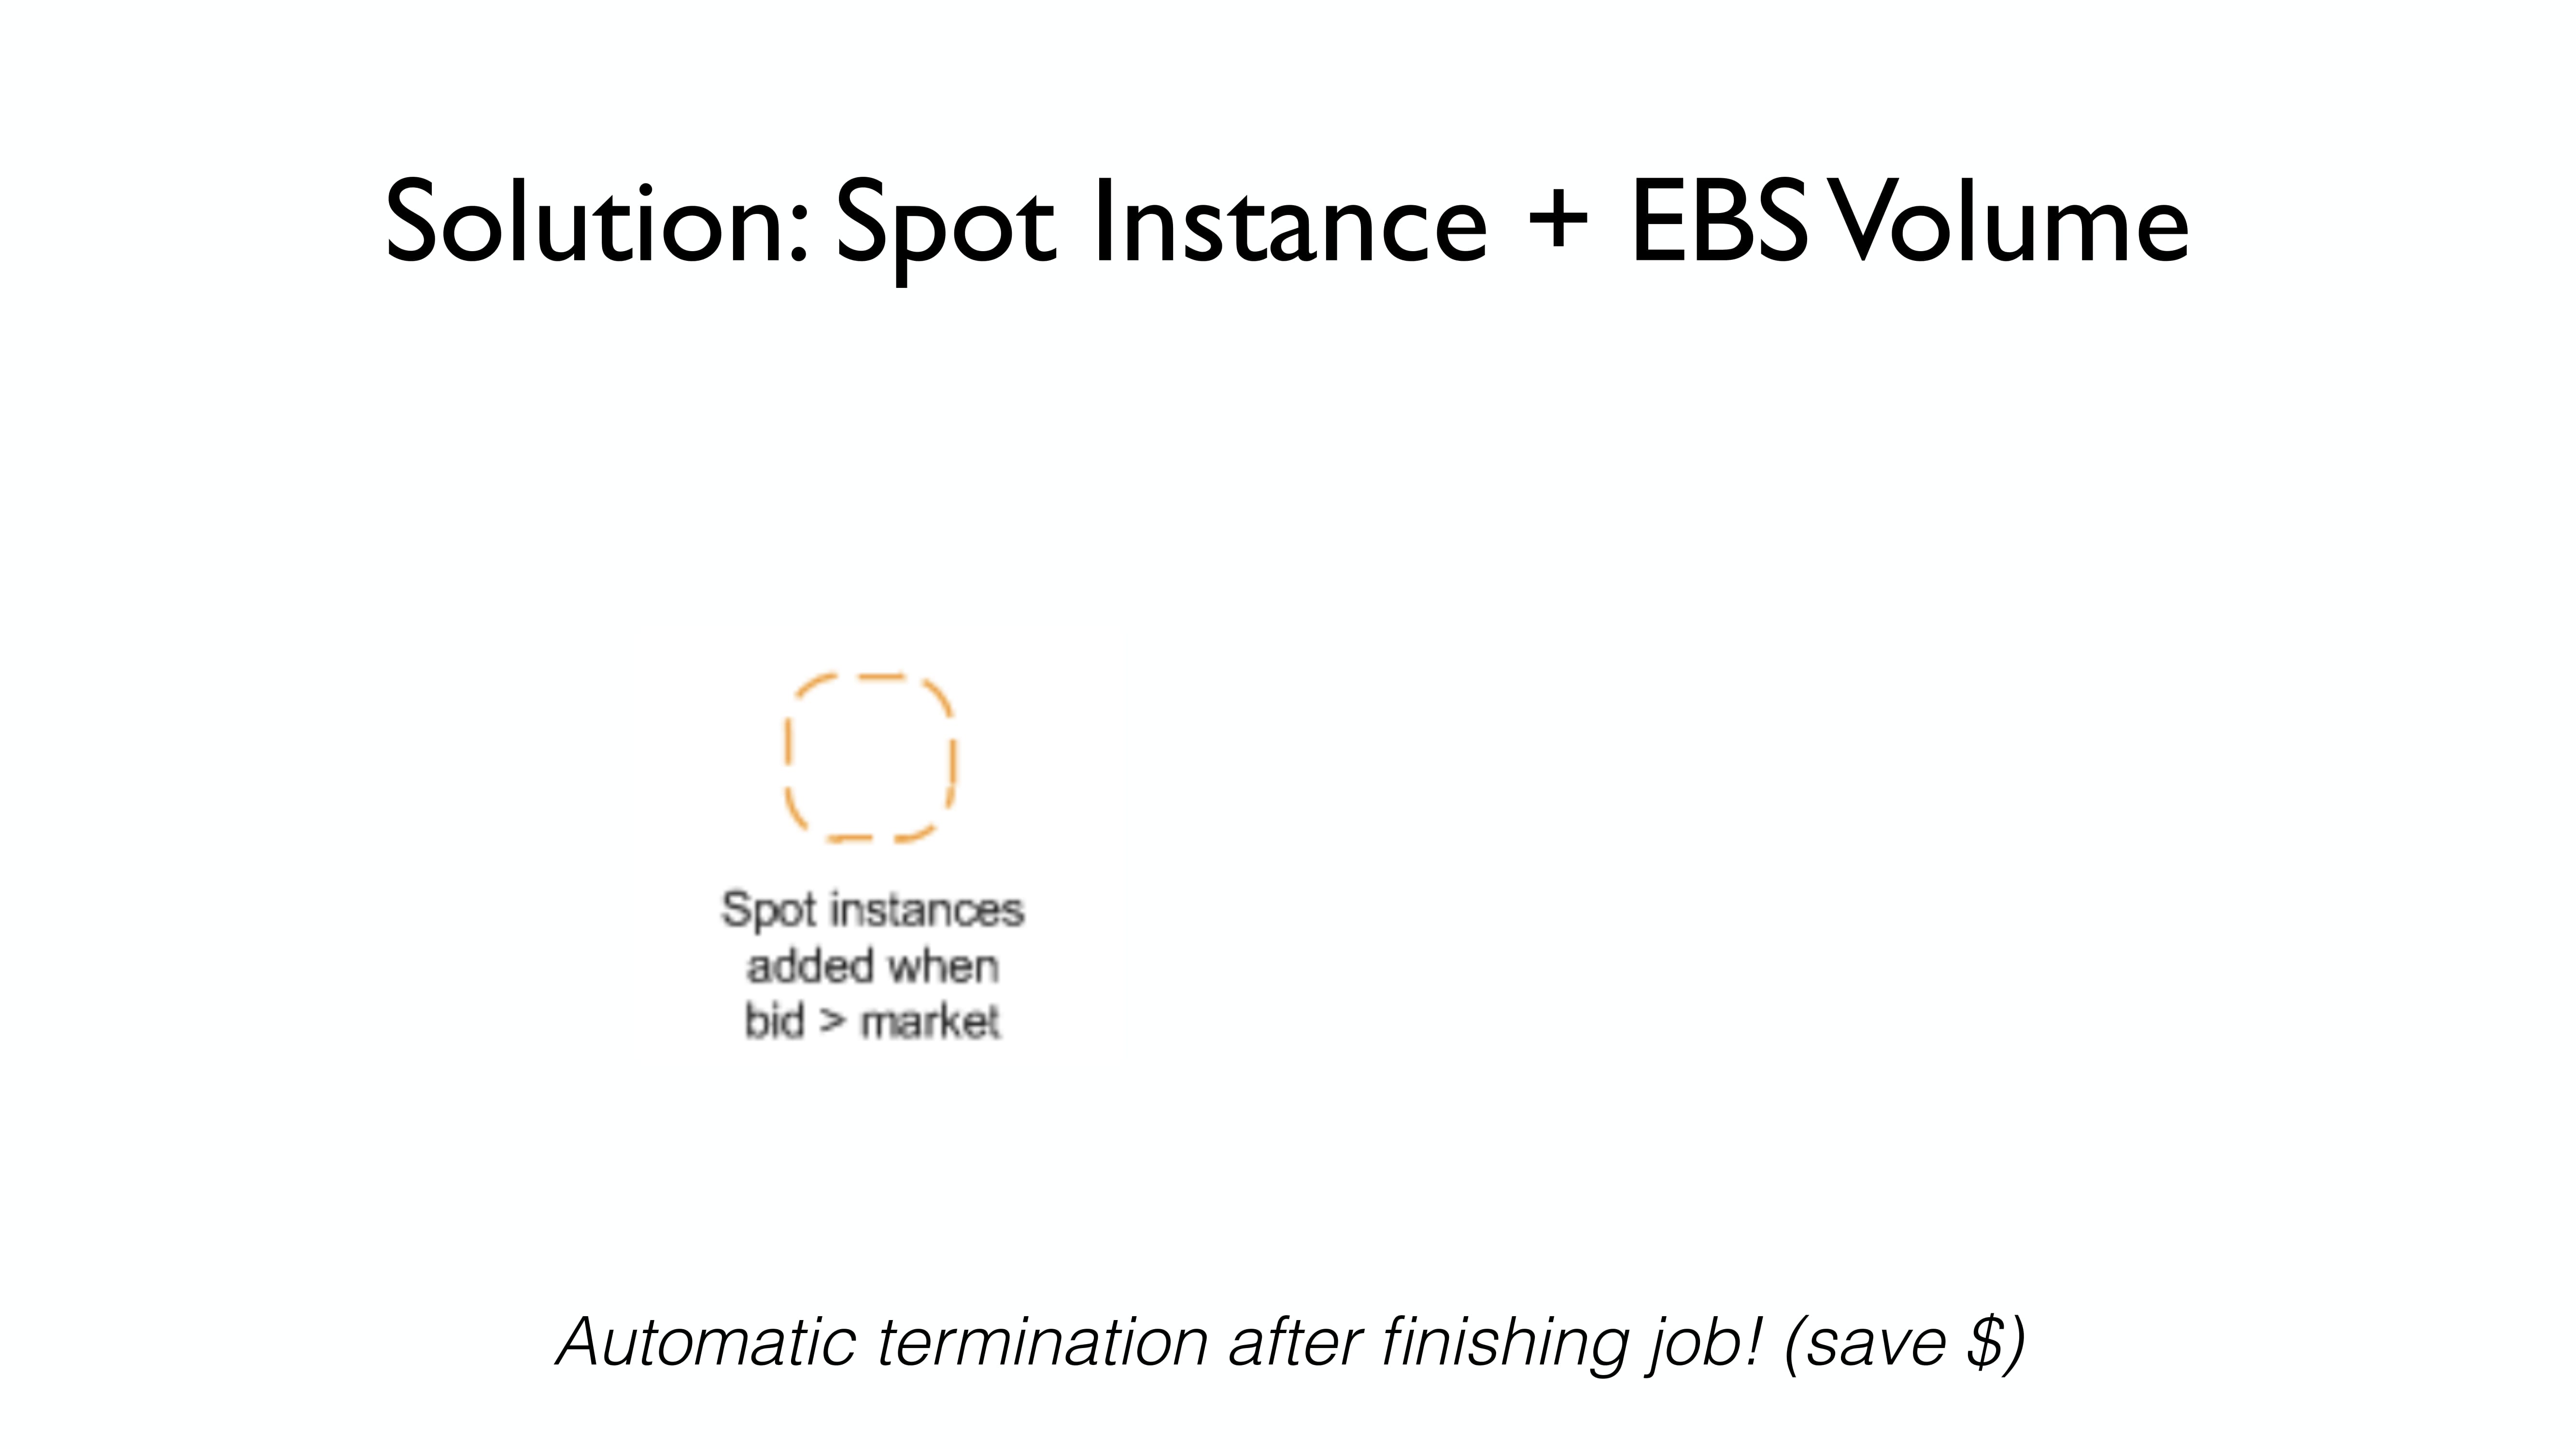 Solution: Spot Instance + EBS Volume
Spot instances
added when
bid > market
Automatic termination after finishing job! (save $)